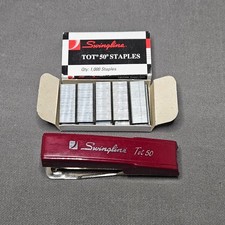 Swingline
TOT 50® STAPLES
Qty. 1,000 Staples
Swingline
Tot 50